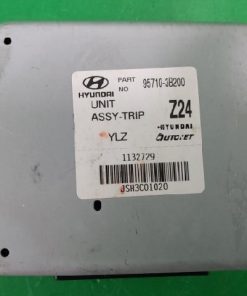 HYUNDAI
PART NO
95710-3B200
UNIT
ASSY-TRIP
Z24
YLZ
HYUNDAI
AUTONET
1132729
JSH3C01020